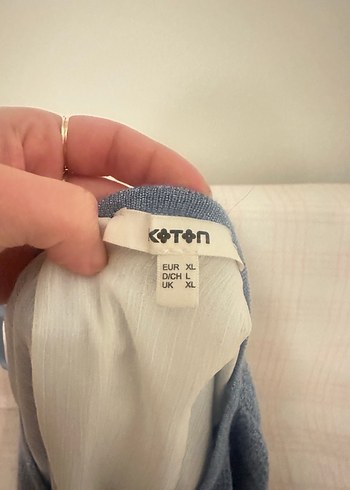 KOTON
EUR XL
D/CH L
UK XL